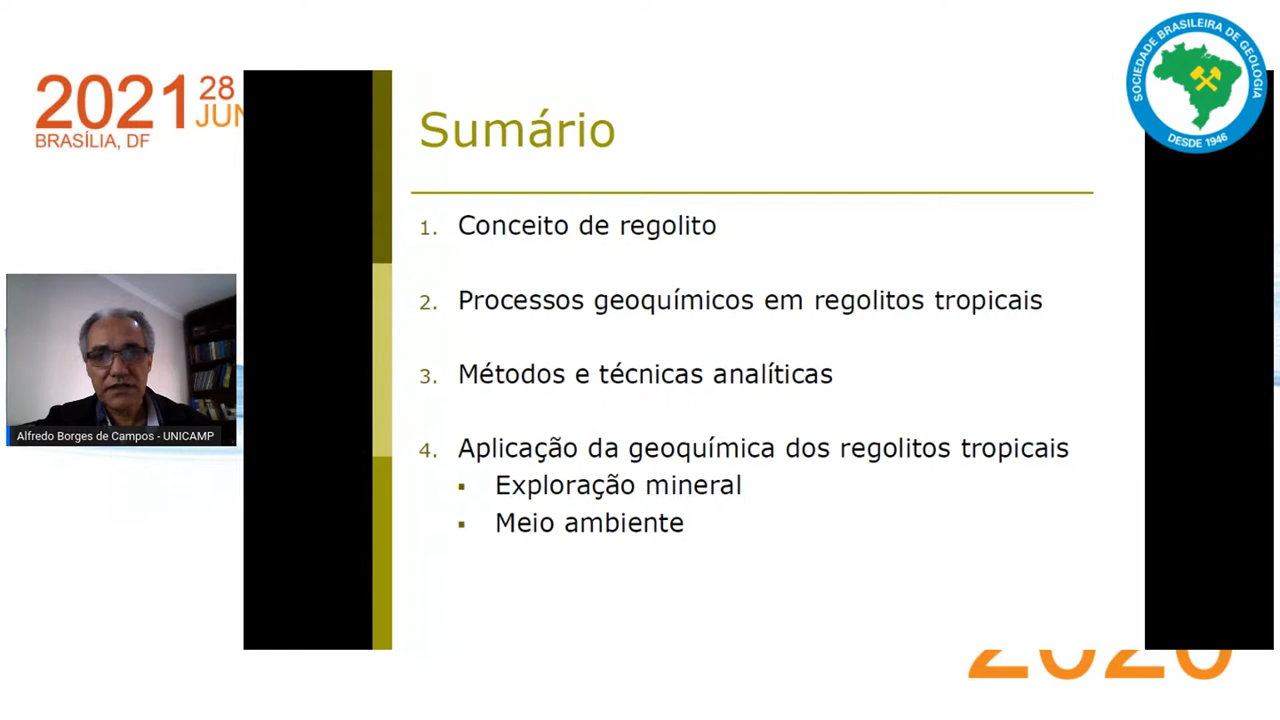 2021
28
JUN
BRASÍLIA, DF
SOCIEDADE BRASILEIRA DE GEOLOGIA
DESDE 1946
Sumário
1. Conceito de regolito
2. Processos geoquímicos em regolitos tropicais
3. Métodos e técnicas analíticas
4. Aplicação da geoquímica dos regolitos tropicais
▪ Exploração mineral
▪ Meio ambiente
Alfredo Borges de Campos - UNICAMP
2020